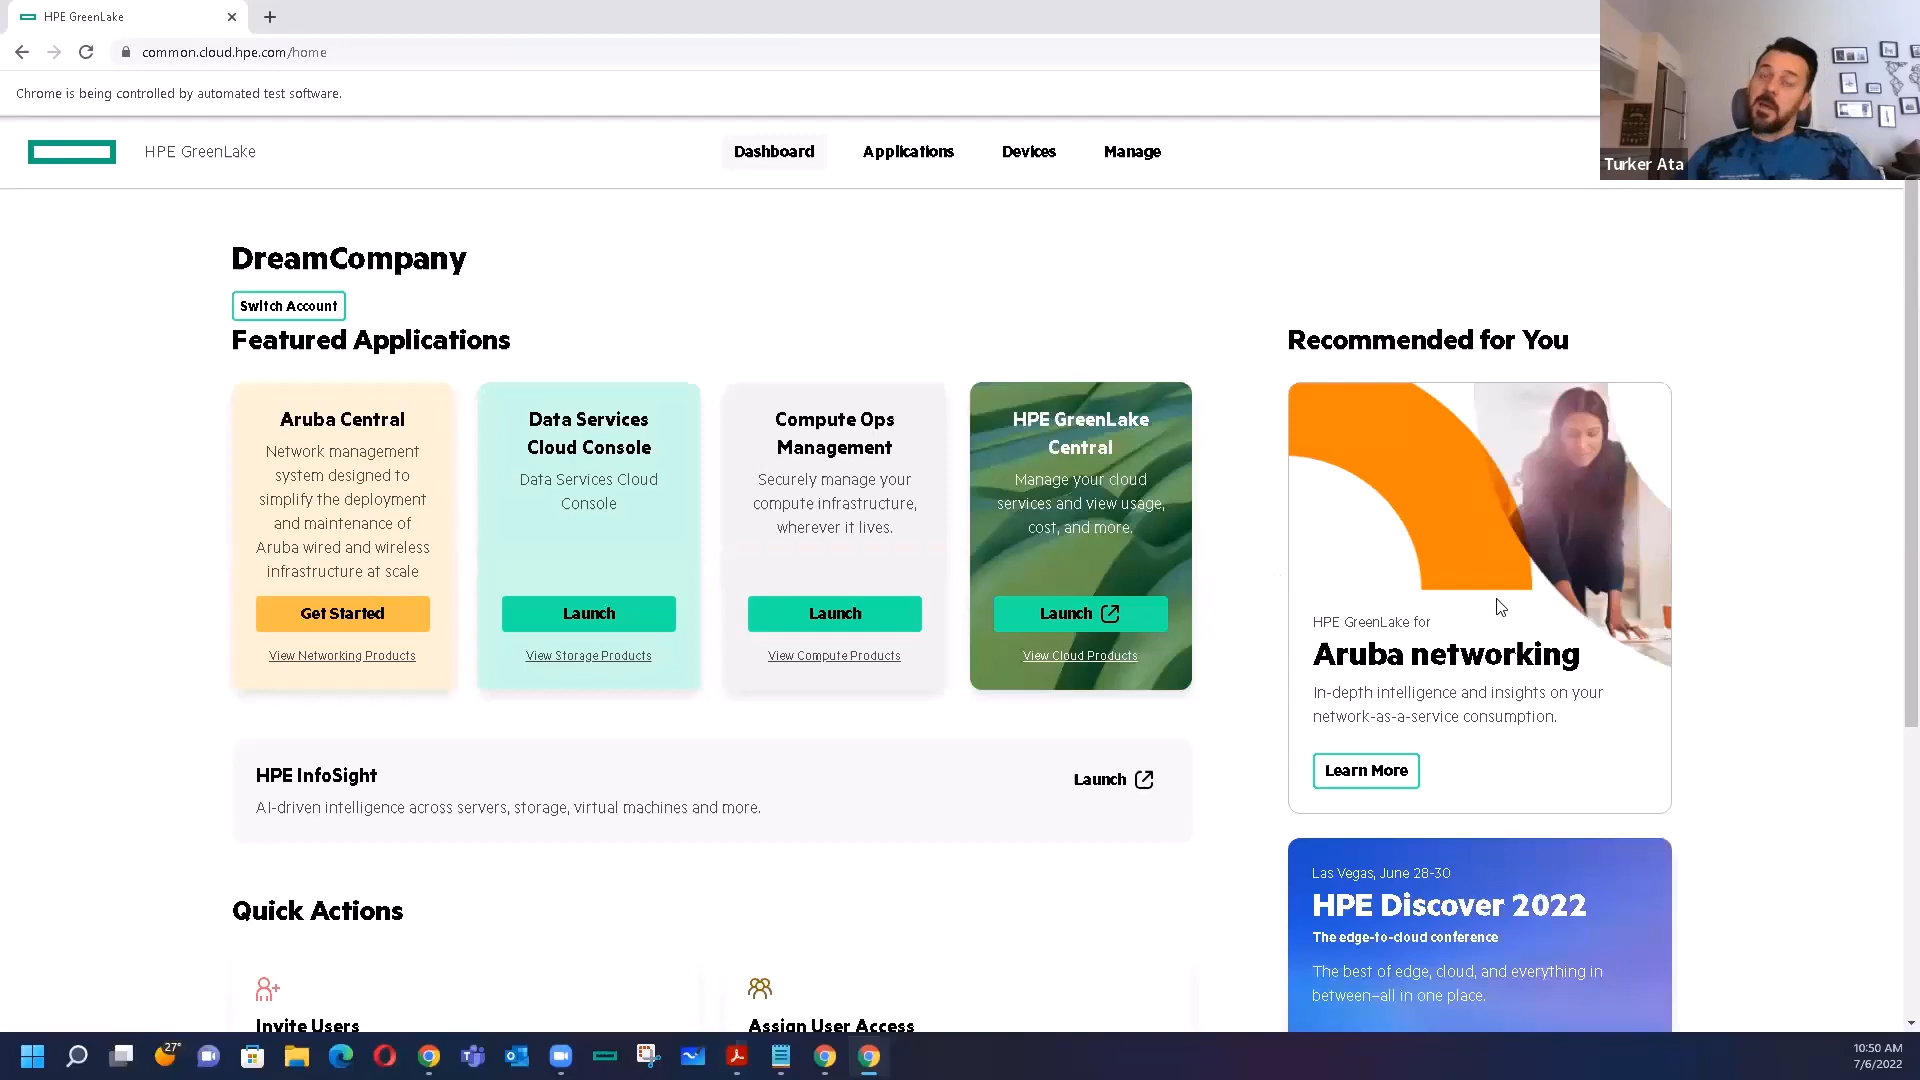 HPE GreenLake
common.cloud.hpe.com/home
Chrome is being controlled by automated test software.
HPE GreenLake
Dashboard
Applications
Devices
Manage
Turker Ata
DreamCompany
Switch Account
Featured Applications
Aruba Central
Network management
system designed to
simplify the deployment
and maintenance of
Aruba wired and wireless
infrastructure at scale
Get Started
View Networking Products
Data Services
Cloud Console
Data Services Cloud
Console
Launch
View Storage Products
Compute Ops
Management
Securely manage your
compute infrastructure,
wherever it lives.
Launch
View Compute Products
HPE GreenLake
Central
Manage your cloud
services and view usage,
cost, and more.
Launch
View Cloud Products
HPE InfoSight
AI-driven intelligence across servers, storage, virtual machines and more.
Launch
Quick Actions
Invite Users
Assign User Access
Recommended for You
HPE GreenLake for
Aruba networking
In-depth intelligence and insights on your
network-as-a-service consumption.
Learn More
Las Vegas, June 28-30
HPE Discover 2022
The edge-to-cloud conference
The best of edge, cloud, and everything in
between–all in one place.
27°
10:50 AM
7/6/2022